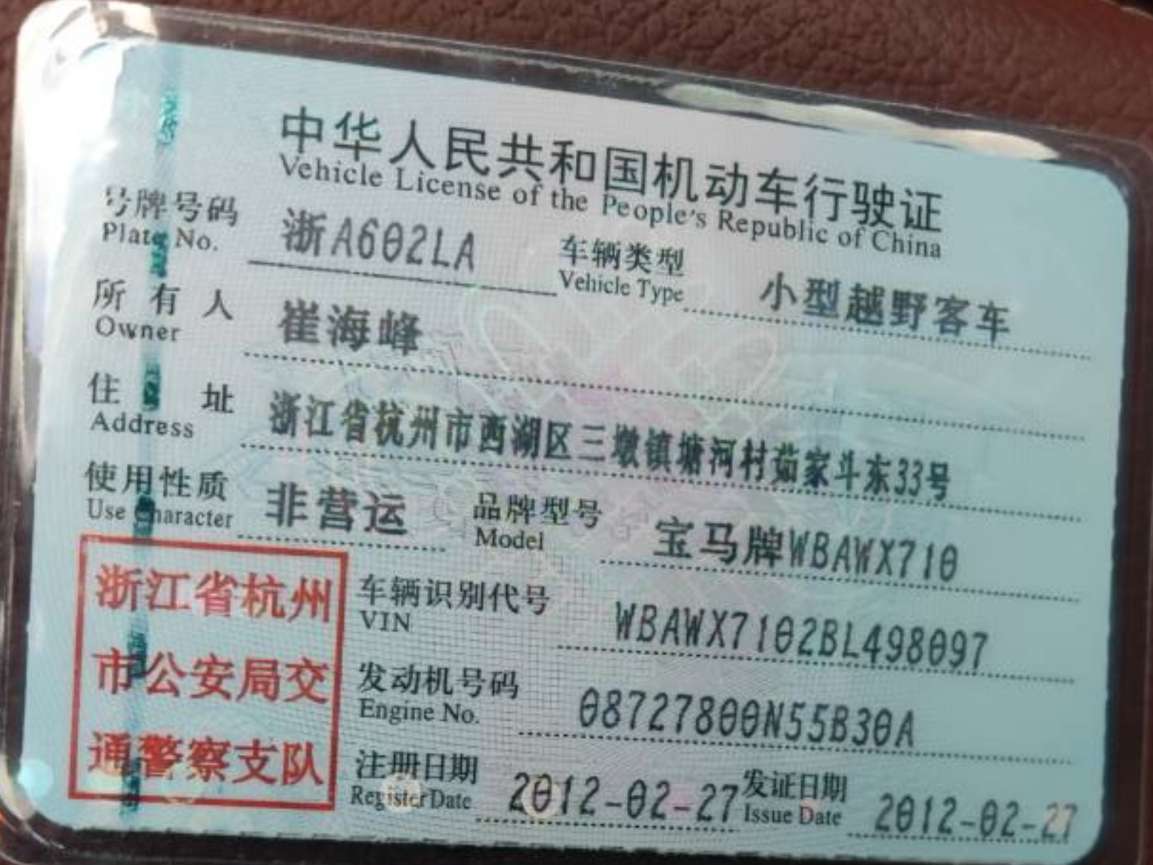 中华人民共和国机动车行驶证
Vehicle License of the People's Republic of China
号牌号码 浙A602LA 车辆类型 小型越野客车
Plate No. Vehicle Type
所有人 崔海峰
Owner
住址 浙江省杭州市西湖区三墩镇塘河村茹家斗东33号
Address
使用性质 非营运 品牌型号 宝马牌WBAWX710
Use Character Model
浙江省杭州
市公安局交
通警察支队
车辆识别代号 WBAWX7102BL498097
VIN
发动机号码 08727800N55B30A
Engine No.
注册日期 2012-02-27 发证日期 2012-02-27
Register Date Issue Date